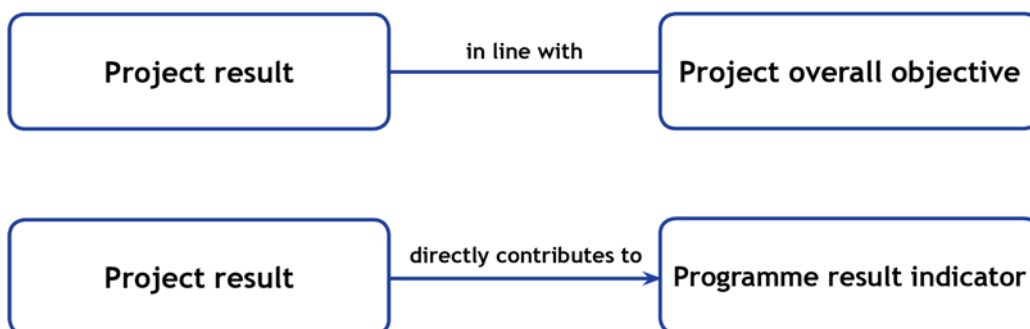 Project result
in line with
Project overall objective
Project result
directly contributes to
Programme result indicator